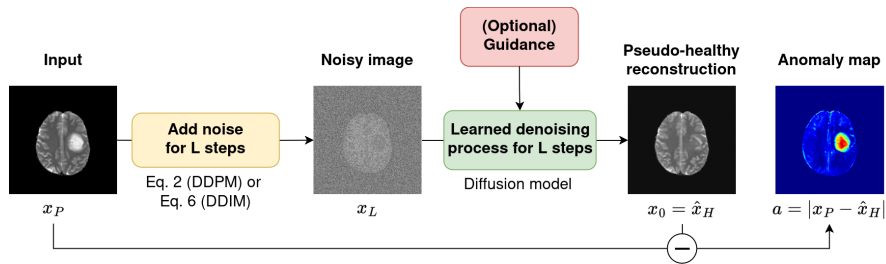 Input
Add noise
for L steps
Eq. 2 (DDPM) or
Eq. 6 (DDIM)
x_P
Noisy image
x_L
(Optional)
Guidance
Learned denoising
process for L steps
Diffusion model
Pseudo-healthy
reconstruction
x_0 = x̂_H
Anomaly map
a = |x_P − x̂_H|
−